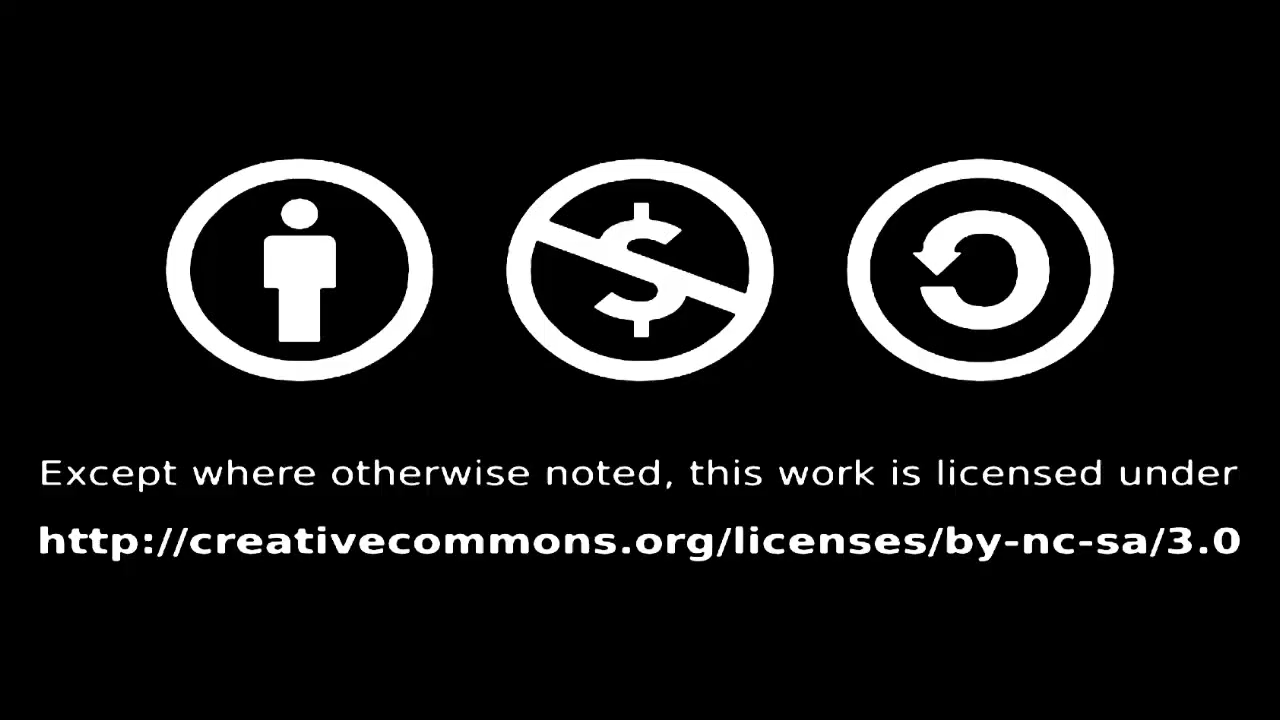 Except where otherwise noted, this work is licensed under
http://creativecommons.org/licenses/by-nc-sa/3.0